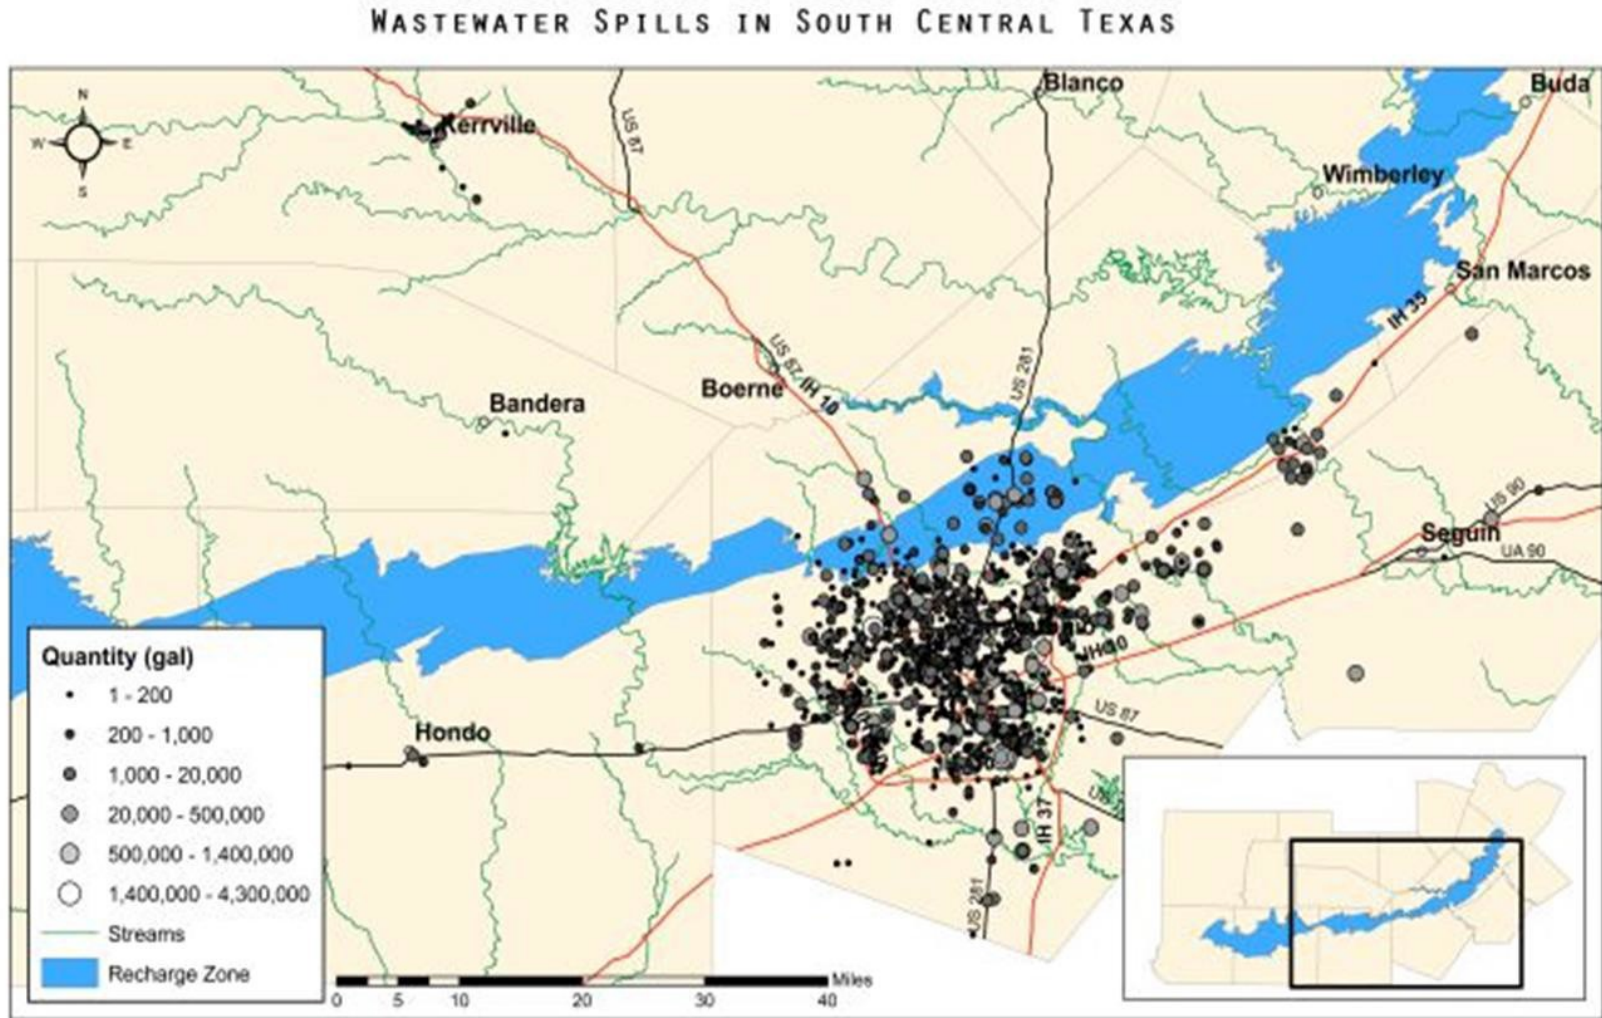 WASTEWATER SPILLS IN SOUTH CENTRAL TEXAS
Blanco
Buda
N
W E
S
Kerrville
US 87
Wimberley
San Marcos
IH 35
US 281
US 87 IH 10
Boerne
Bandera
US 90
Seguin
UA 90
IH 10
US 87
Hondo
IH 37
US 281
Quantity (gal)
1 - 200
200 - 1,000
1,000 - 20,000
20,000 - 500,000
500,000 - 1,400,000
1,400,000 - 4,300,000
Streams
Recharge Zone
Miles
0 5 10 20 30 40